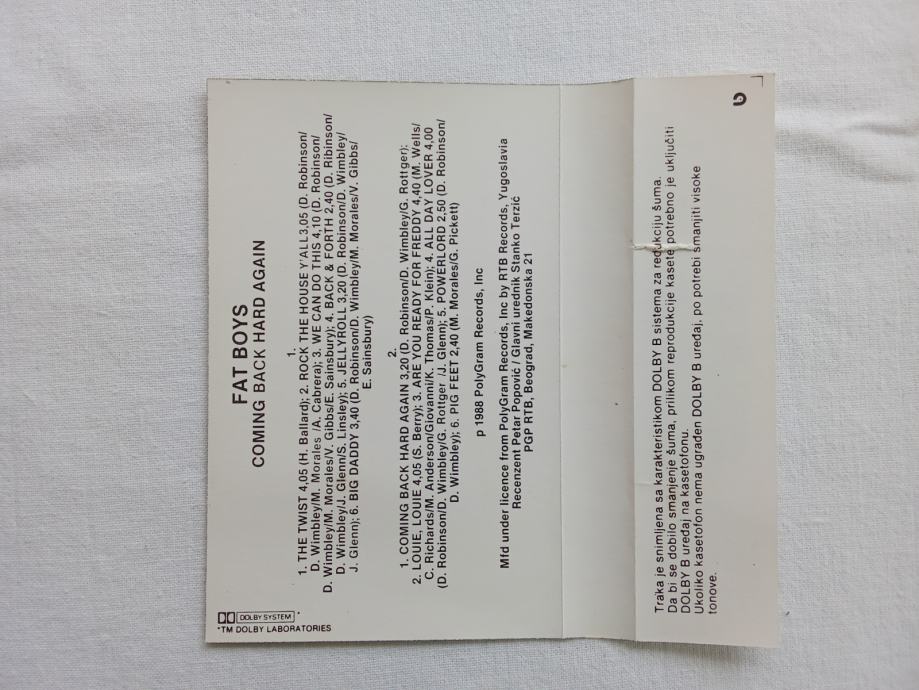 FAT BOYS
COMING BACK HARD AGAIN
1.
1. THE TWIST 4,05 (H. Ballard); 2. ROCK THE HOUSE Y'ALL 3,05 (D. Robinson/
D. Wimbley/M. Morales /A. Cabrera); 3. WE CAN DO THIS 4,10 (D. Robinson/
D. Wimbley/M. Morales/V. Gibbs/E. Sainsbury); 4. BACK & FORTH 2,40 (D. Ribinson/
D. Wimbley/J. Glenn/S. Linsley); 5. JELLYROLL 3,20 (D. Robinson/D. Wimbley/
J. Glenn); 6. BIG DADDY 3,40 (D. Robinson/D. Wimbley/M. Morales/V. Gibbs/
E. Sainsbury)
2.
1. COMING BACK HARD AGAIN 3,20 (D. Robinson/D. Wimbley/G. Rottger);
2. LOUIE, LOUIE 4,05 (S. Berry); 3. ARE YOU READY FOR FREDDY 4,40 (M. Wells/
C. Richards/M. Anderson/Giovanni/K. Thomas/P. Klein); 4. ALL DAY LOVER 4,00
(D. Robinson/D. Wimbley/G. Rottger /J. Glenn); 5. POWERLORD 2,50 (D. Robinson/
D. Wimbley); 6. PIG FEET 2,40 (M. Morales/G. Pickett)
p 1988 PolyGram Records, Inc
Mfd under licence from PolyGram Records, Inc by RTB Records, Yugoslavia
Recenzent Petar Popović / Glavni urednik Stanko Terzić
PGP RTB, Beograd, Makedonska 21
DOLBY SYSTEM *
*TM DOLBY LABORATORIES
Traka je snimljena sa karakteristikom DOLBY B sistema za redukciju šuma.
Da bi se dobilo smanjenje šuma, prilikom reprodukcije kasete potrebno je uključiti
DOLBY B uređaj na kasetofonu.
Ukoliko kasetofon nema ugrađen DOLBY B uređaj, po potrebi smanjiti visoke
tonove.